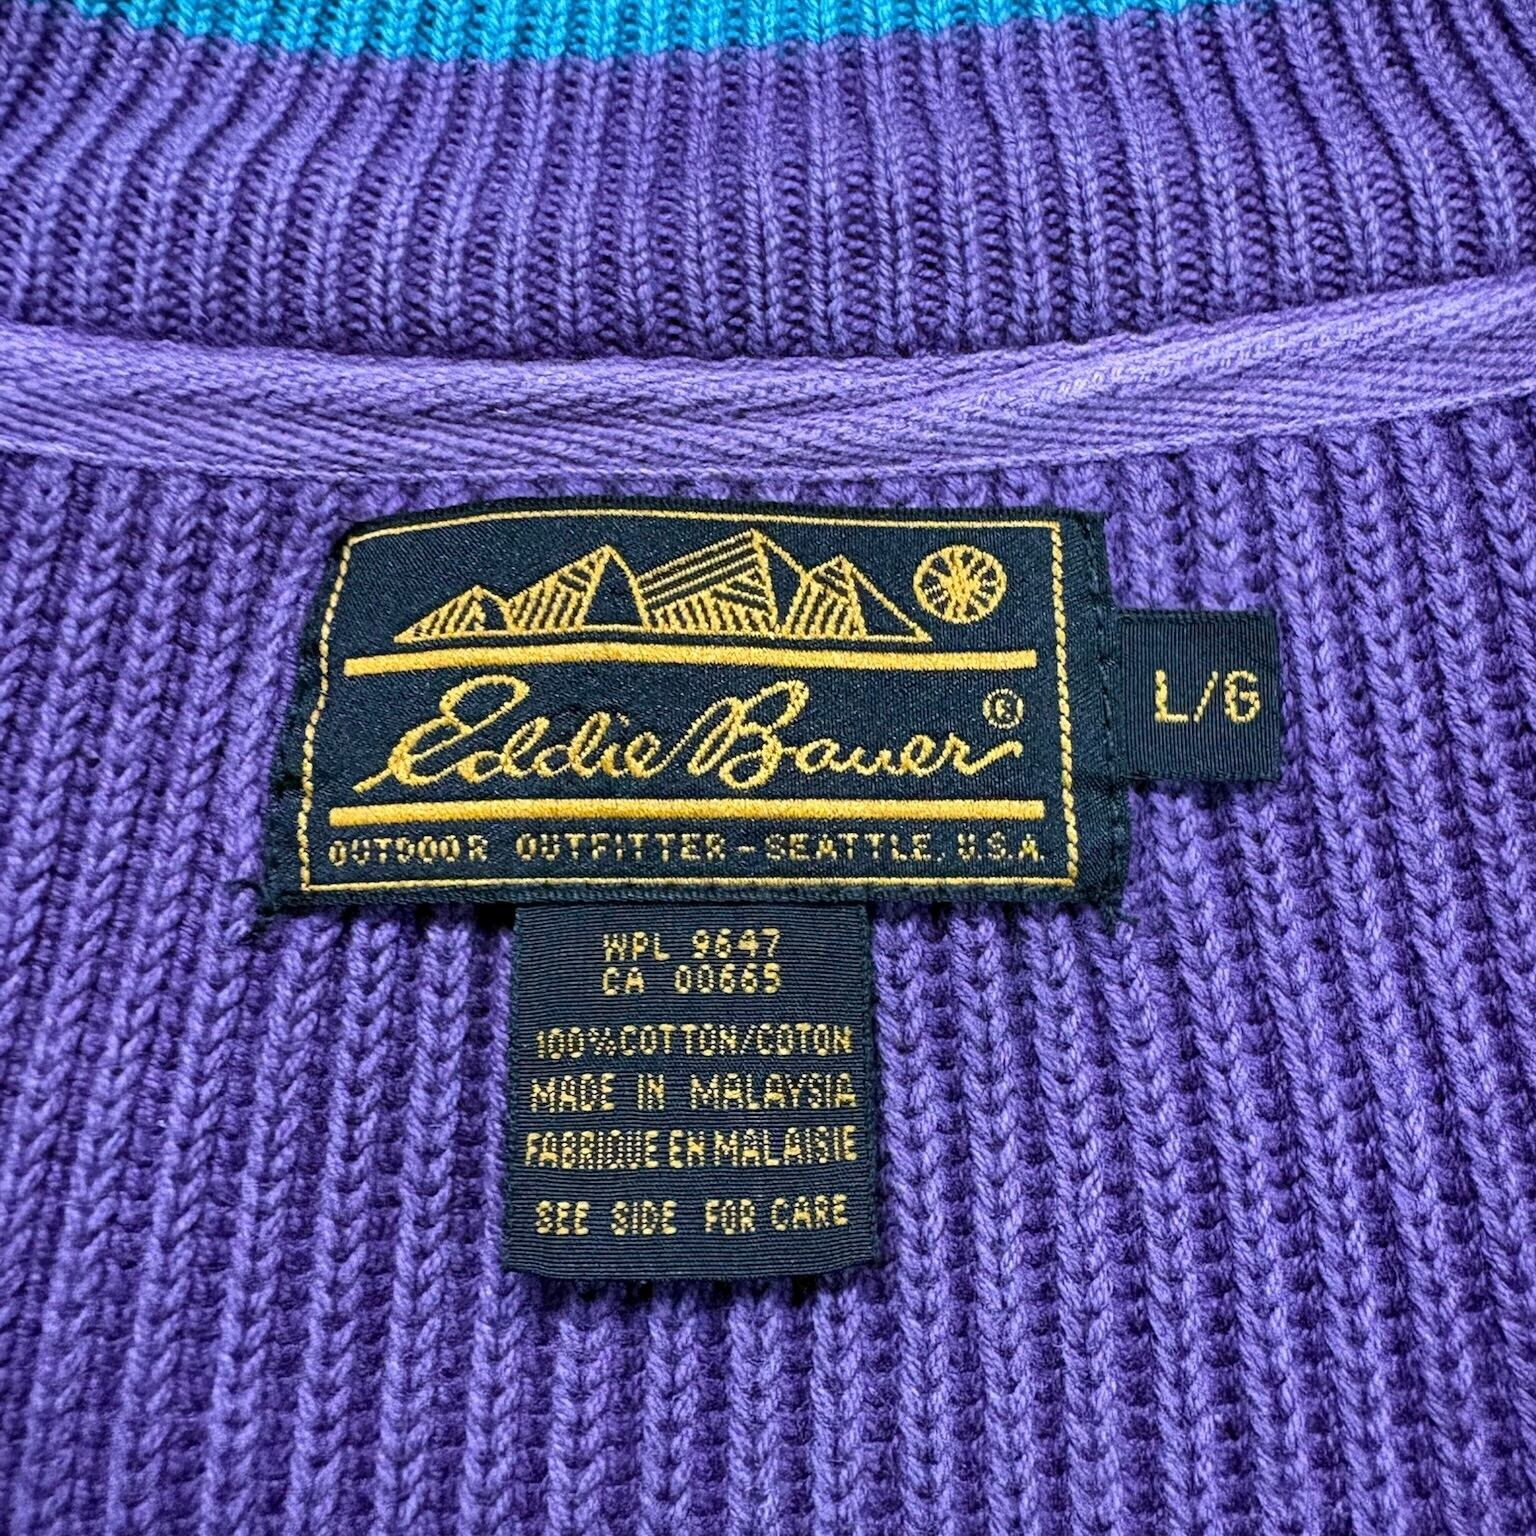 Eddie Bauer ®
OUTDOOR OUTFITTER - SEATTLE, U.S.A.
L/G
WPL 9647
CA 00665
100% COTTON/COTON
MADE IN MALAYSIA
FABRIQUE EN MALAISIE
SEE SIDE FOR CARE